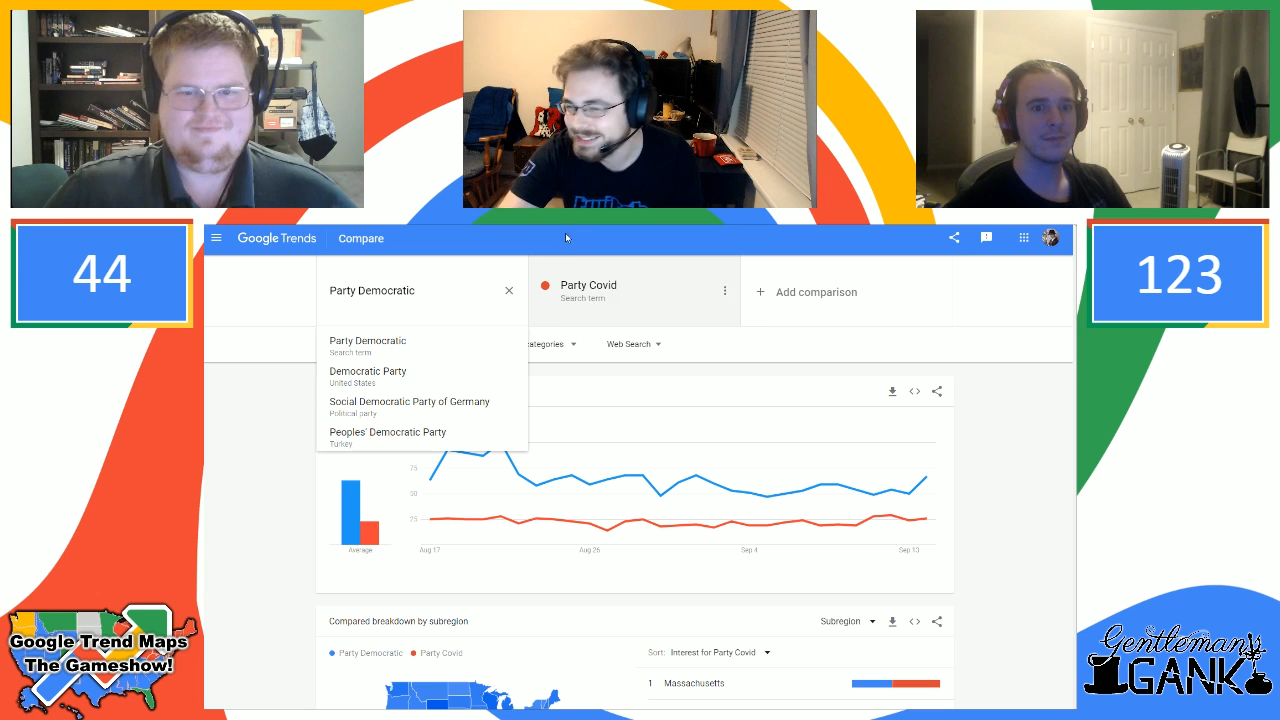 44
123
Google Trends
Compare
Party Democratic
Party Covid
Search term
+ Add comparison
Party Democratic
Search term
Democratic Party
United States
Social Democratic Party of Germany
Political party
Peoples' Democratic Party
Turkey
ategories
Web Search
75
50
25
Average
Aug 17
Aug 26
Sep 4
Sep 13
Compared breakdown by subregion
Subregion
Party Democratic
Party Covid
Sort: Interest for Party Covid
1 Massachusetts
Google Trend Maps
The Gameshow!
Gentleman's
GANK